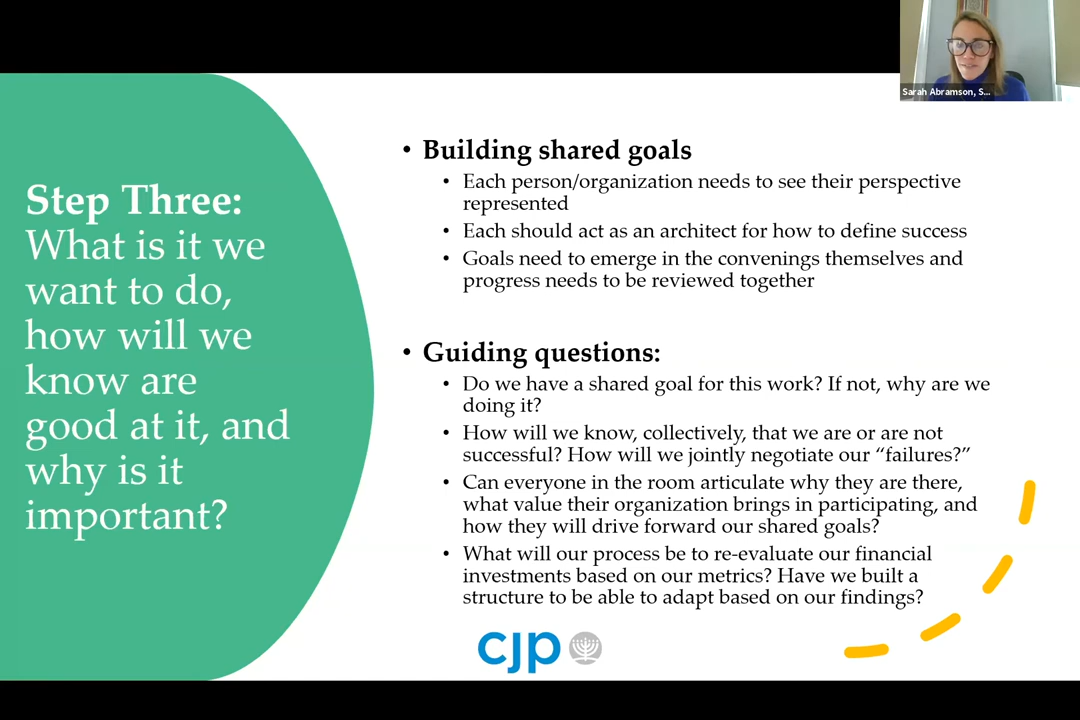 Sarah Abramson, S...
Step Three:
What is it we
want to do,
how will we
know are
good at it, and
why is it
important?
• Building shared goals
• Each person/organization needs to see their perspective
represented
• Each should act as an architect for how to define success
• Goals need to emerge in the convenings themselves and
progress needs to be reviewed together
• Guiding questions:
• Do we have a shared goal for this work? If not, why are we
doing it?
• How will we know, collectively, that we are or are not
successful? How will we jointly negotiate our “failures?”
• Can everyone in the room articulate why they are there,
what value their organization brings in participating, and
how they will drive forward our shared goals?
• What will our process be to re-evaluate our financial
investments based on our metrics? Have we built a
structure to be able to adapt based on our findings?
cjp